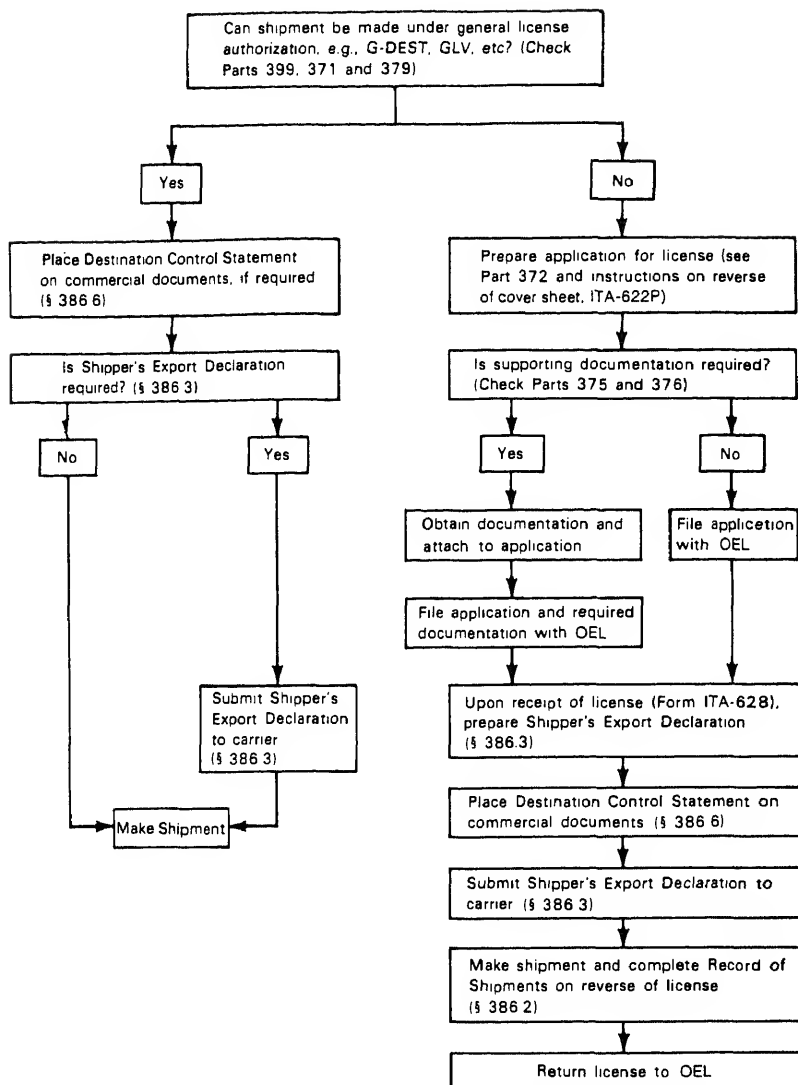 Can shipment be made under general license
authorization, e.g., G-DEST, GLV, etc? (Check
Parts 399, 371 and 379)
Yes
No
Place Destination Control Statement
on commercial documents, if required
(§ 386 6)
Prepare application for license (see
Part 372 and instructions on reverse
of cover sheet, ITA-622P)
Is Shipper's Export Declaration
required? (§ 386 3)
Is supporting documentation required?
(Check Parts 375 and 376)
No
Yes
Yes
No
Obtain documentation and
attach to application
File applicetion
with OEL
File application and required
documentation with OEL
Submit Shipper's
Export Declaration
to carrier
(§ 386 3)
Upon receipt of license (Form ITA-628),
prepare Shipper's Export Declaration
(§ 386.3)
Make Shipment
Place Destination Control Statement on
commercial documents (§ 386 6)
Submit Shipper's Export Declaration to
carrier (§ 386 3)
Make shipment and complete Record of
Shipments on reverse of license
(§ 386 2)
Return license to OEL